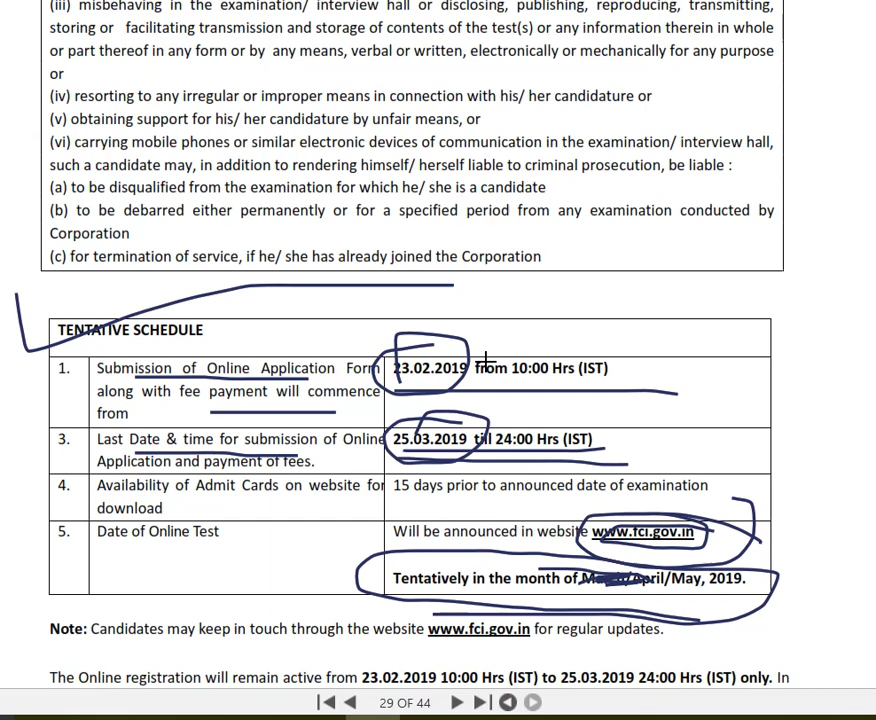 (iii) misbehaving in the examination/ interview hall or disclosing, publishing, reproducing, transmitting,
storing or facilitating transmission and storage of contents of the test(s) or any information therein in whole
or part thereof in any form or by any means, verbal or written, electronically or mechanically for any purpose
or
(iv) resorting to any irregular or improper means in connection with his/ her candidature or
(v) obtaining support for his/ her candidature by unfair means, or
(vi) carrying mobile phones or similar electronic devices of communication in the examination/ interview hall,
such a candidate may, in addition to rendering himself/ herself liable to criminal prosecution, be liable :
(a) to be disqualified from the examination for which he/ she is a candidate
(b) to be debarred either permanently or for a specified period from any examination conducted by
Corporation
(c) for termination of service, if he/ she has already joined the Corporation
TENTATIVE SCHEDULE
1. Submission of Online Application Form 23.02.2019 from 10:00 Hrs (IST)
along with fee payment will commence
from
3. Last Date & time for submission of Online 25.03.2019 till 24:00 Hrs (IST)
Application and payment of fees.
4. Availability of Admit Cards on website for 15 days prior to announced date of examination
download
5. Date of Online Test Will be announced in website www.fci.gov.in
Tentatively in the month of March/April/May, 2019.
Note: Candidates may keep in touch through the website www.fci.gov.in for regular updates.
The Online registration will remain active from 23.02.2019 10:00 Hrs (IST) to 25.03.2019 24:00 Hrs (IST) only. In
29 OF 44